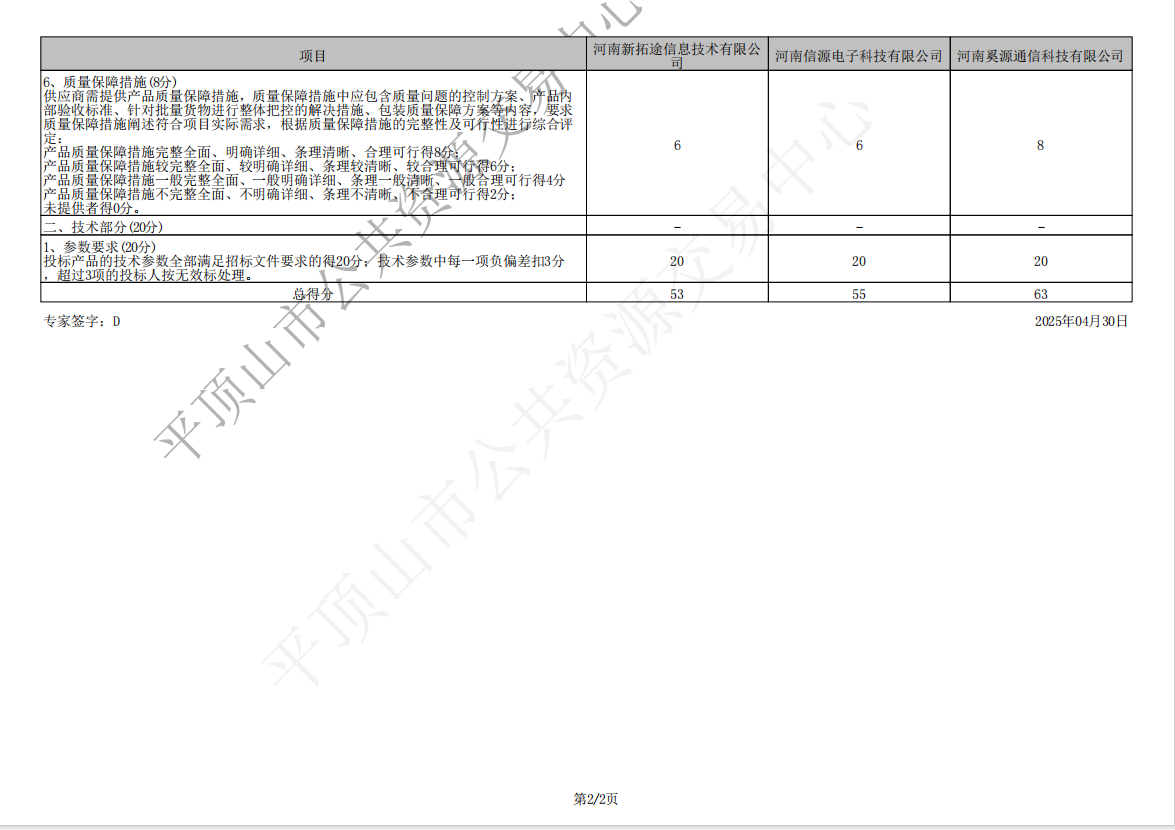 项目
河南新拓途信息技术有限公
司
河南信源电子科技有限公司
河南奚源通信科技有限公司
6、质量保障措施(8分)
供应商需提供产品质量保障措施，质量保障措施中应包含质量问题的控制方案、产品内
部验收标准、针对批量货物进行整体把控的解决措施、包装质量保障方案等内容，要求
质量保障措施阐述符合项目实际需求，根据质量保障措施的完整性及可行性进行综合评
定：
产品质量保障措施完整全面、明确详细、条理清晰、合理可行得8分；
产品质量保障措施较完整全面、较明确详细、条理较清晰、较合理可行得6分；
产品质量保障措施一般完整全面、一般明确详细、条理一般清晰、一般合理可行得4分
产品质量保障措施不完整全面、不明确详细、条理不清晰、不合理可行得2分；
未提供者得0分。
6
6
8
二、技术部分(20分)
－
－
－
1、参数要求(20分)
投标产品的技术参数全部满足招标文件要求的得20分；技术参数中每一项负偏差扣3分
，超过3项的投标人按无效标处理。
20
20
20
总得分
53
55
63
专家签字：D
2025年04月30日
平顶山市公共资源交易中心
平顶山市公共资源交易中心
第2/2页